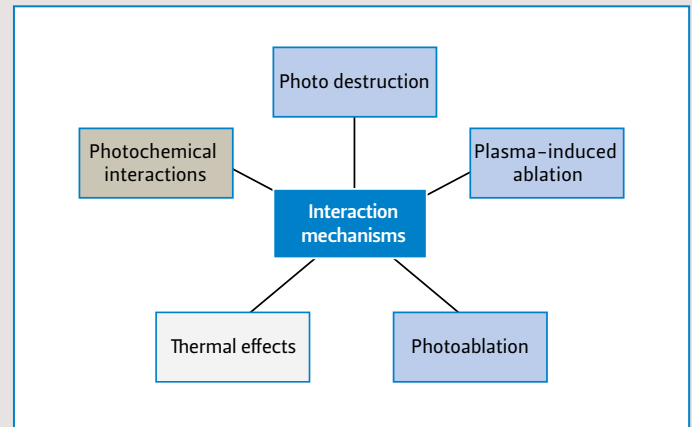 Photo destruction
Photochemical
interactions
Plasma-induced
ablation
Interaction
mechanisms
Thermal effects
Photoablation